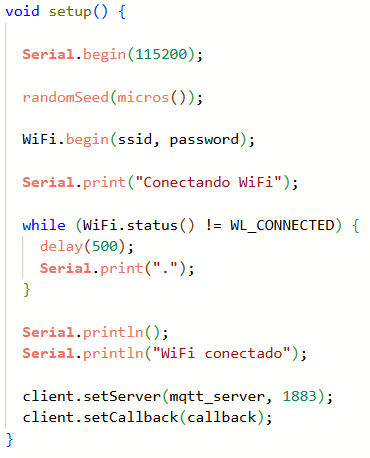 void setup() {
Serial.begin(115200);
randomSeed(micros());
WiFi.begin(ssid, password);
Serial.print("Conectando WiFi");
while (WiFi.status() != WL_CONNECTED) {
delay(500);
Serial.print(".");
}
Serial.println();
Serial.println("WiFi conectado");
client.setServer(mqtt_server, 1883);
client.setCallback(callback);
}